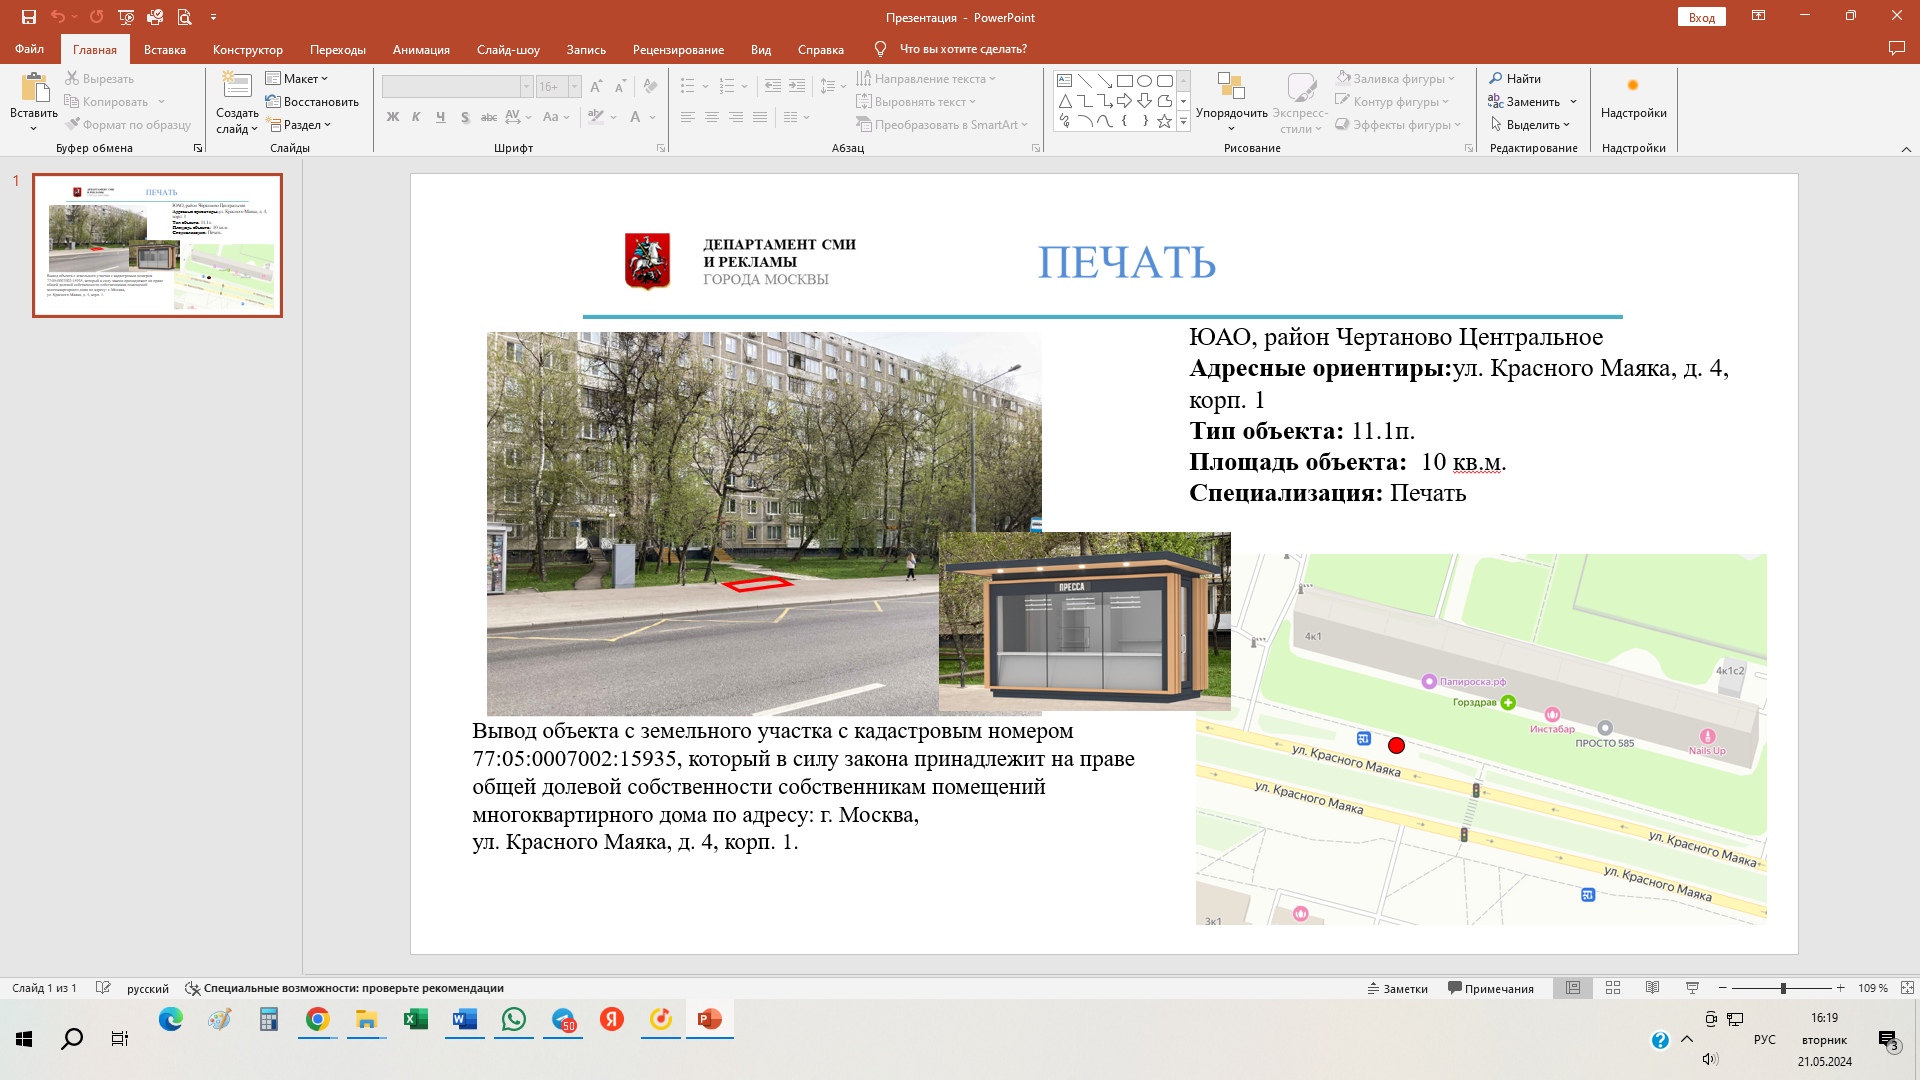 Презентация - PowerPoint
Вход
Файл
Главная
Вставка
Конструктор
Переходы
Анимация
Слайд-шоу
Запись
Рецензирование
Вид
Справка
Что вы хотите сделать?
Вставить
Вырезать
Копировать
Формат по образцу
Буфер обмена
Создать слайд
Макет
Восстановить
Раздел
Слайды
16+
Ж К Ч S abc AV Aa
Шрифт
Направление текста
Выровнять текст
Преобразовать в SmartArt
Абзац
Упорядочить
Экспресс-стили
Заливка фигуры
Контур фигуры
Эффекты фигуры
Рисование
Найти
Заменить
Выделить
Редактирование
Надстройки
Надстройки
1
ДЕПАРТАМЕНТ СМИ
И РЕКЛАМЫ
ГОРОДА МОСКВЫ
ПЕЧАТЬ
ЮАО, район Чертаново Центральное
Адресные ориентиры:ул. Красного Маяка, д. 4,
корп. 1
Тип объекта: 11.1п.
Площадь объекта: 10 кв.м.
Специализация: Печать
ПРЕССА
4к1
4к1с2
Папироска.рф
Горздрав
Инстабар
ПРОСТО 585
Nails Up
ул. Красного Маяка
ул. Красного Маяка
ул. Красного Маяка
ул. Красного Маяка
3к1
Вывод объекта с земельного участка с кадастровым номером
77:05:0007002:15935, который в силу закона принадлежит на праве
общей долевой собственности собственникам помещений
многоквартирного дома по адресу: г. Москва,
ул. Красного Маяка, д. 4, корп. 1.
Слайд 1 из 1
русский
Специальные возможности: проверьте рекомендации
Заметки
Примечания
109 %
50
РУС
16:19
вторник
21.05.2024
3